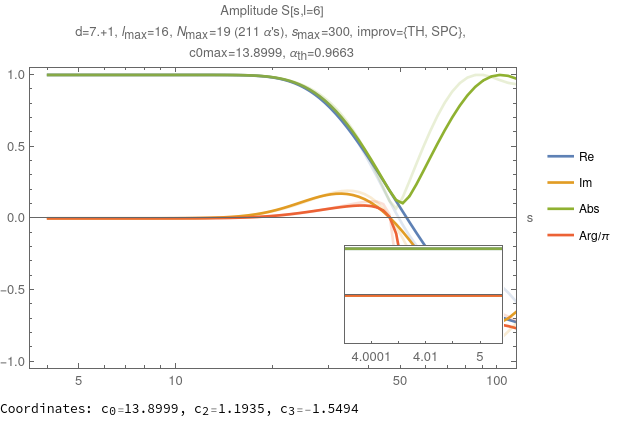 Amplitude S[s,l=6]
d=7.+1, lmax=16, Nmax=19 (211 α's), smax=300, improv={TH, SPC},
c0max=13.8999, αth=0.9663
1.0
0.5
0.0
−0.5
−1.0
s
Re
Im
Abs
Arg/π
4.0001 4.01 5
5 10 50 100
Coordinates: c0=13.8999, c2=1.1935, c3=−1.5494